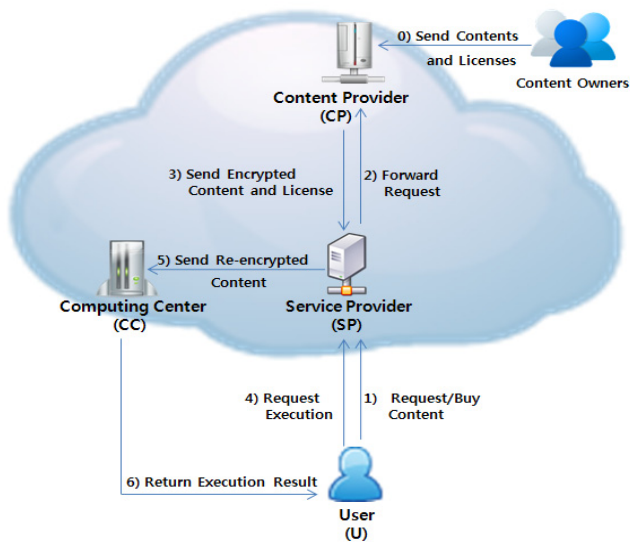 0) Send Contents
and Licenses
Content Owners
Content Provider
(CP)
3) Send Encrypted
Content and License
2) Forward
Request
5) Send Re-encrypted
Content
Computing Center
(CC)
Service Provider
(SP)
4) Request
Execution
1) Request/Buy
Content
6) Return Execution Result
User
(U)